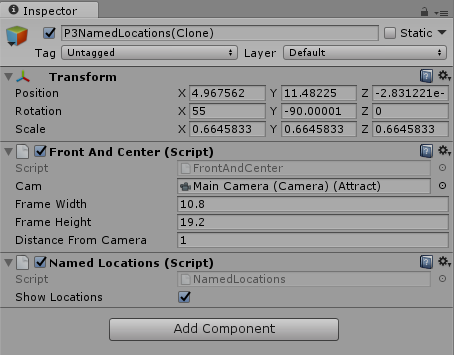 Inspector
P3NamedLocations(Clone) Static
Tag Untagged Layer Default
Transform
Position X 4.967562 Y 11.48225 Z -2.831221e-
Rotation X 55 Y -90.00001 Z 0
Scale X 0.6645833 Y 0.6645833 Z 0.6645833
Front And Center (Script)
Script FrontAndCenter
Cam Main Camera (Camera) (Attract)
Frame Width 10.8
Frame Height 19.2
Distance From Camera 1
Named Locations (Script)
Script NamedLocations
Show Locations
Add Component